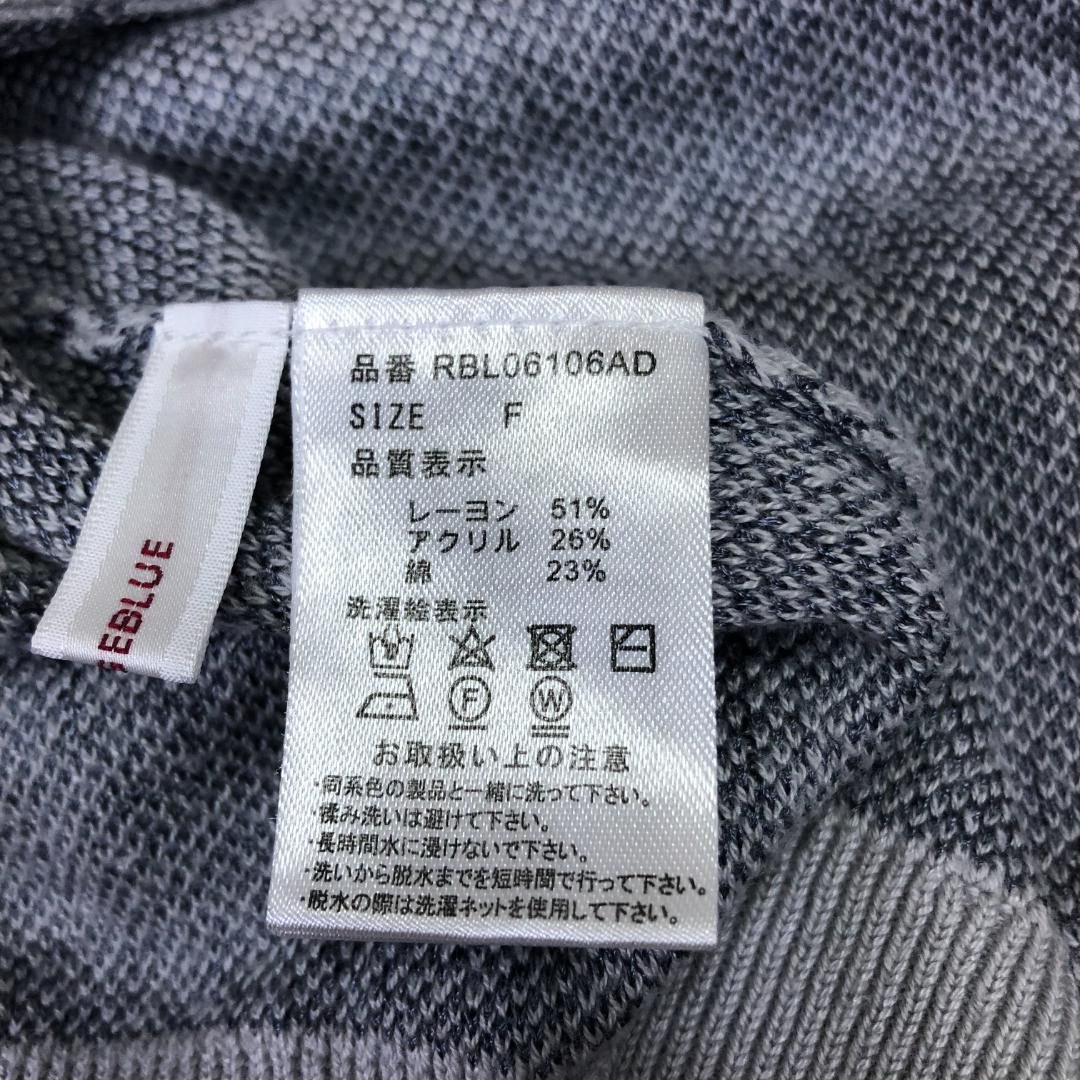 品番 RBL06106AD
SIZE F
品質表示
レーヨン 51%
アクリル 26%
綿 23%
洗濯絵表示
F
W
お取扱い上の注意
・同系色の製品と一緒に洗って下さい。
・揉み洗いは避けて下さい。
・長時間水に浸けないで下さい。
・洗いから脱水までを短時間で行って下さい。
・脱水の際は洗濯ネットを使用して下さい。